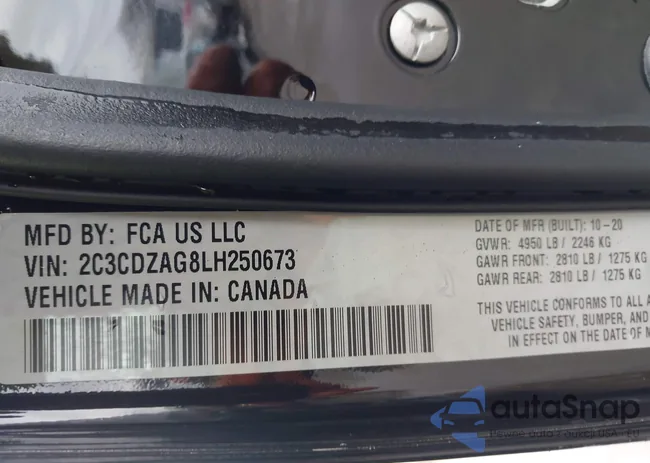 MFD BY: FCA US LLC
VIN: 2C3CDZAG8LH250673
VEHICLE MADE IN: CANADA
DATE OF MFR (BUILT): 10-20
GVWR: 4950 LB / 2246 KG
GAWR FRONT: 2810 LB / 1275 KG
GAWR REAR: 2810 LB / 1275 KG
THIS VEHICLE CONFORMS TO ALL A
VEHICLE SAFETY, BUMPER, AND
IN EFFECT ON THE DATE OF M
autaSnap